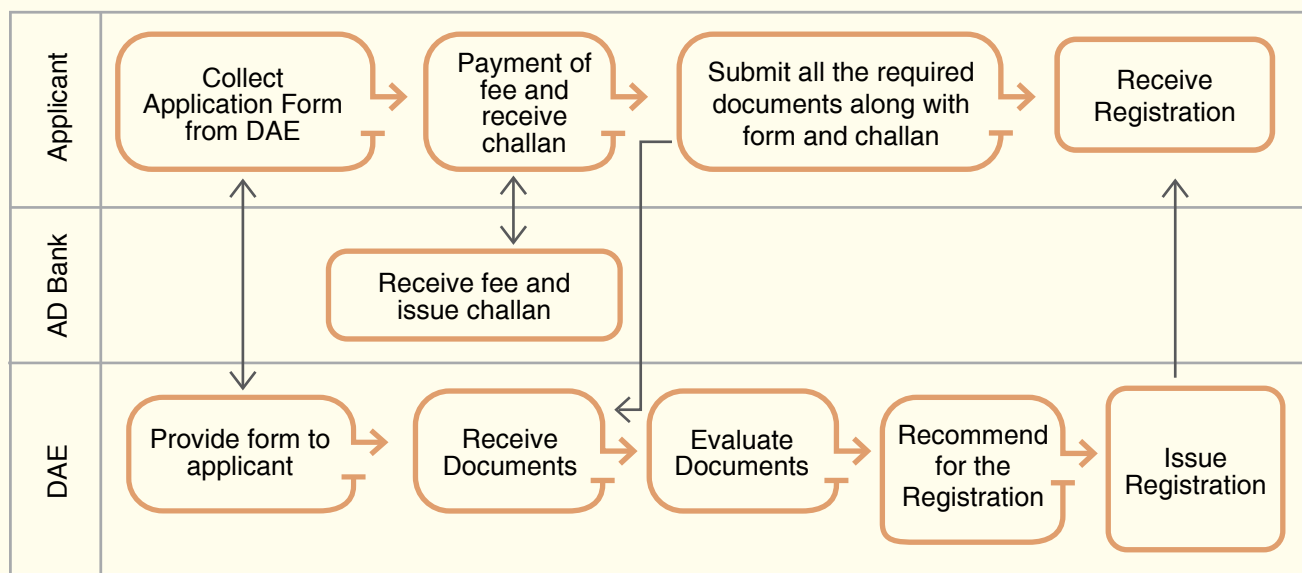 Applicant
Collect
Application Form
from DAE
Payment of
fee and
receive
challan
Submit all the required
documents along with
form and challan
Receive
Registration
AD Bank
Receive fee and
issue challan
DAE
Provide form to
applicant
Receive
Documents
Evaluate
Documents
Recommend
for the
Registration
Issue
Registration